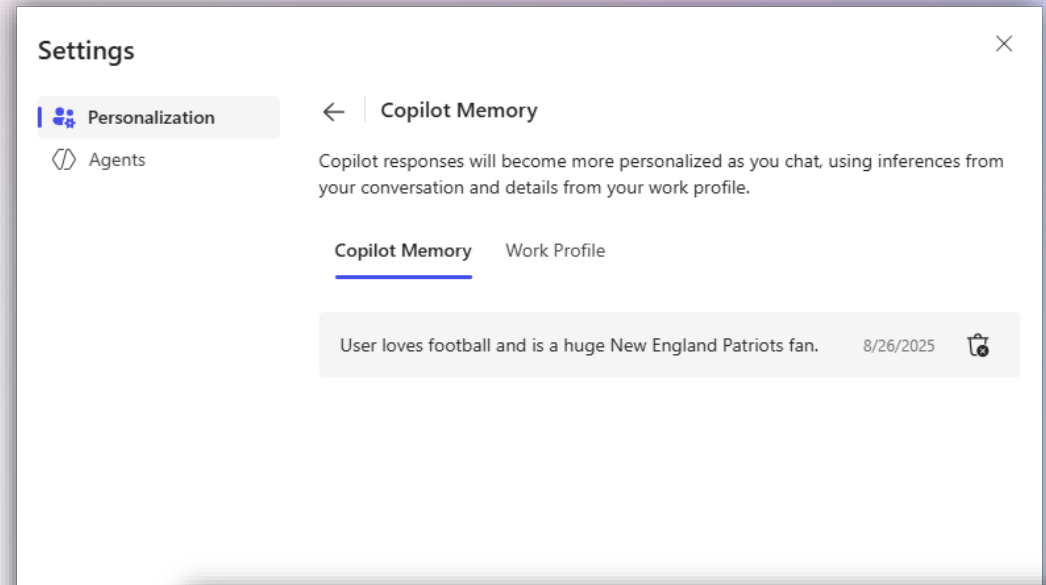 Settings
Personalization
Agents
Copilot Memory
Copilot responses will become more personalized as you chat, using inferences from
your conversation and details from your work profile.
Copilot Memory Work Profile
User loves football and is a huge New England Patriots fan. 8/26/2025